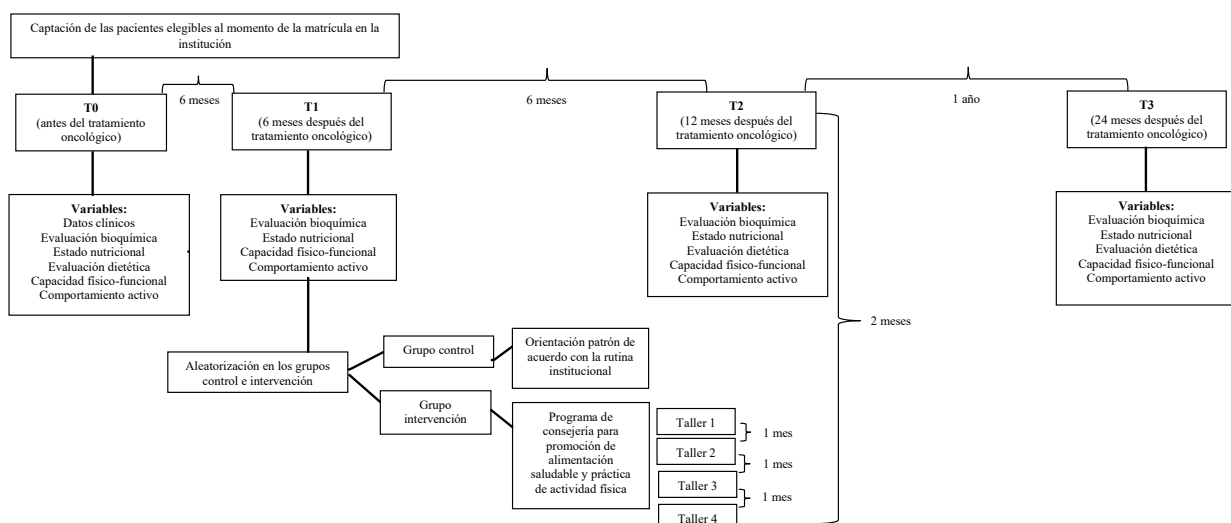 Captación de las pacientes elegibles al momento de la matrícula en la
institución
6 meses
6 meses
1 año
T0
(antes del tratamiento
oncológico)
T1
(6 meses después del
tratamiento oncológico)
T2
(12 meses después del
tratamiento oncológico)
T3
(24 meses después del
tratamiento oncológico)
Variables:
Datos clínicos
Evaluación bioquímica
Estado nutricional
Evaluación dietética
Capacidad físico-funcional
Comportamiento activo
Variables:
Evaluación bioquímica
Estado nutricional
Capacidad físico-funcional
Comportamiento activo
Variables:
Evaluación bioquímica
Estado nutricional
Evaluación dietética
Capacidad físico-funcional
Comportamiento activo
Variables:
Evaluación bioquímica
Estado nutricional
Evaluación dietética
Capacidad físico-funcional
Comportamiento activo
2 meses
Aleatorización en los grupos
control e intervención
Grupo control
Orientación patrón de
acuerdo con la rutina
institucional
Grupo
intervención
Programa de
consejería para
promoción de
alimentación
saludable y práctica
de actividad física
Taller 1
1 mes
Taller 2
1 mes
Taller 3
1 mes
Taller 4